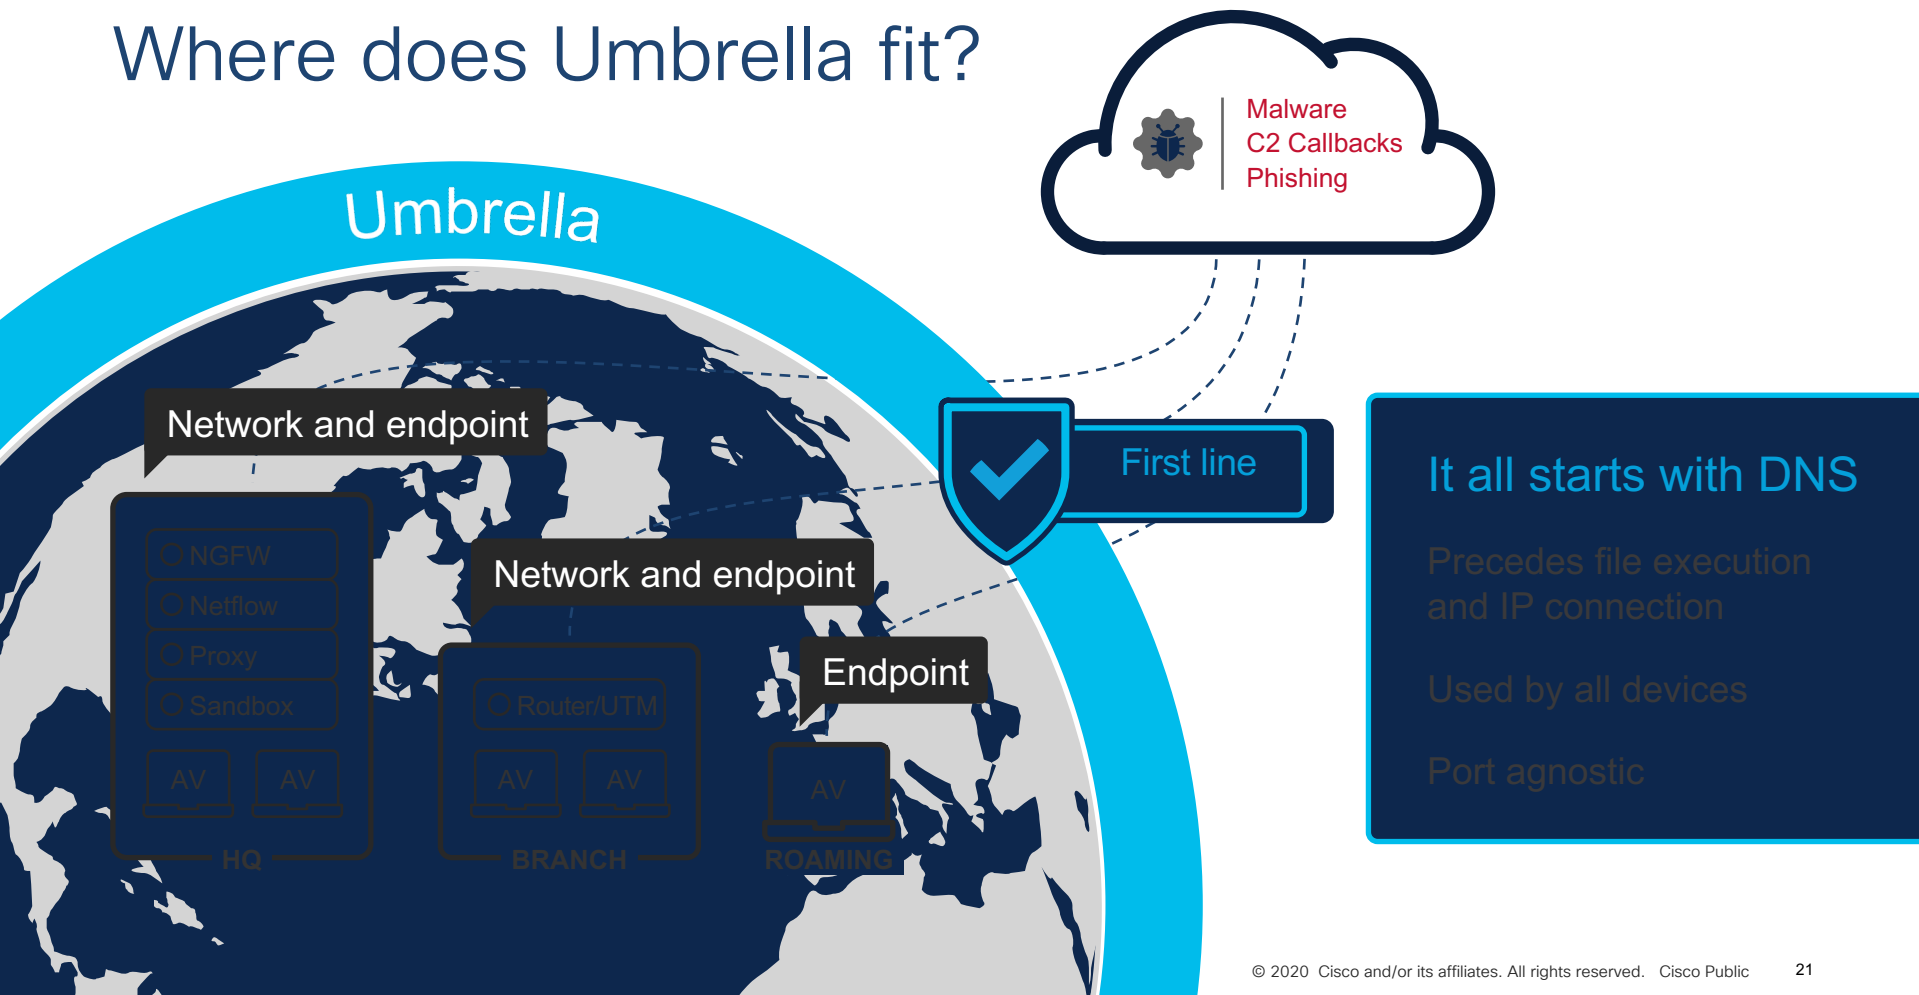 Where does Umbrella fit?
Malware
C2 Callbacks
Phishing
Umbrella
Network and endpoint
First line
NGFW
Netflow
Proxy
Sandbox
AV AV
HQ
Network and endpoint
Router/UTM
AV AV
BRANCH
Endpoint
AV
ROAMING
It all starts with DNS
Precedes file execution
and IP connection
Used by all devices
Port agnostic
© 2020 Cisco and/or its affiliates. All rights reserved. Cisco Public 21